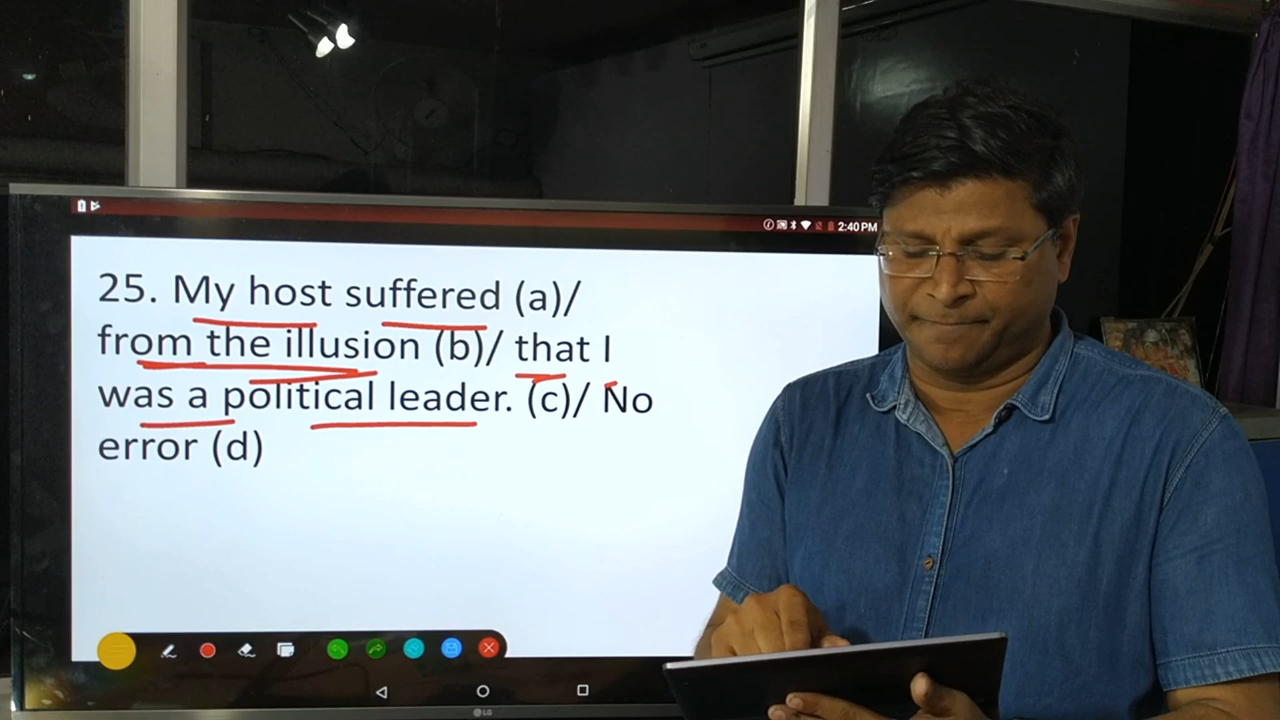 2:40 PM
25. My host suffered (a)/
from the illusion (b)/ that I
was a political leader. (c)/ No
error (d)
LG